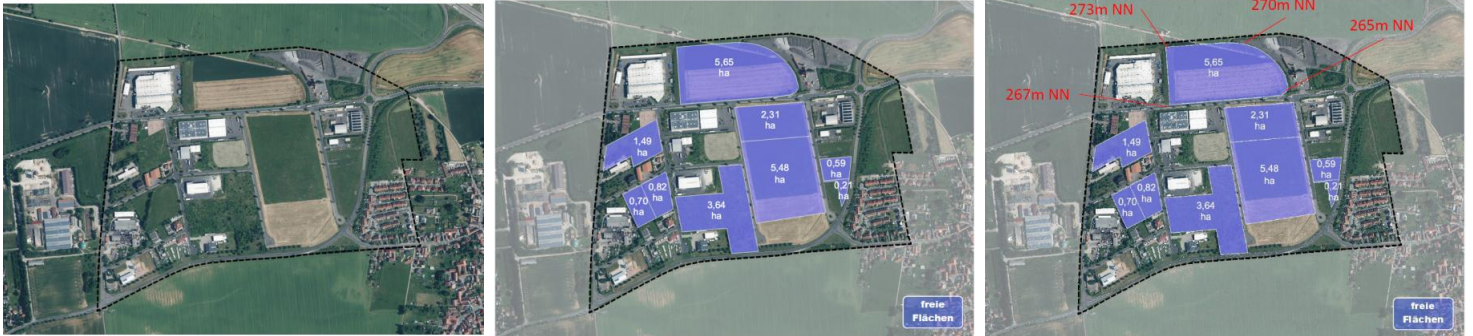 5,65
ha
2,31
ha
1,49
5,48
ha
0,59
ha
0,21
ha
0,82
ha
0,70
ha
3,64
ha
freie
Flächen
273m NN
270m NN
265m NN
267m NN
5,65
ha
2,31
ha
1,49
5,48
ha
0,59
ha
0,21
ha
0,82
ha
0,70
ha
3,64
ha
freie
Flächen